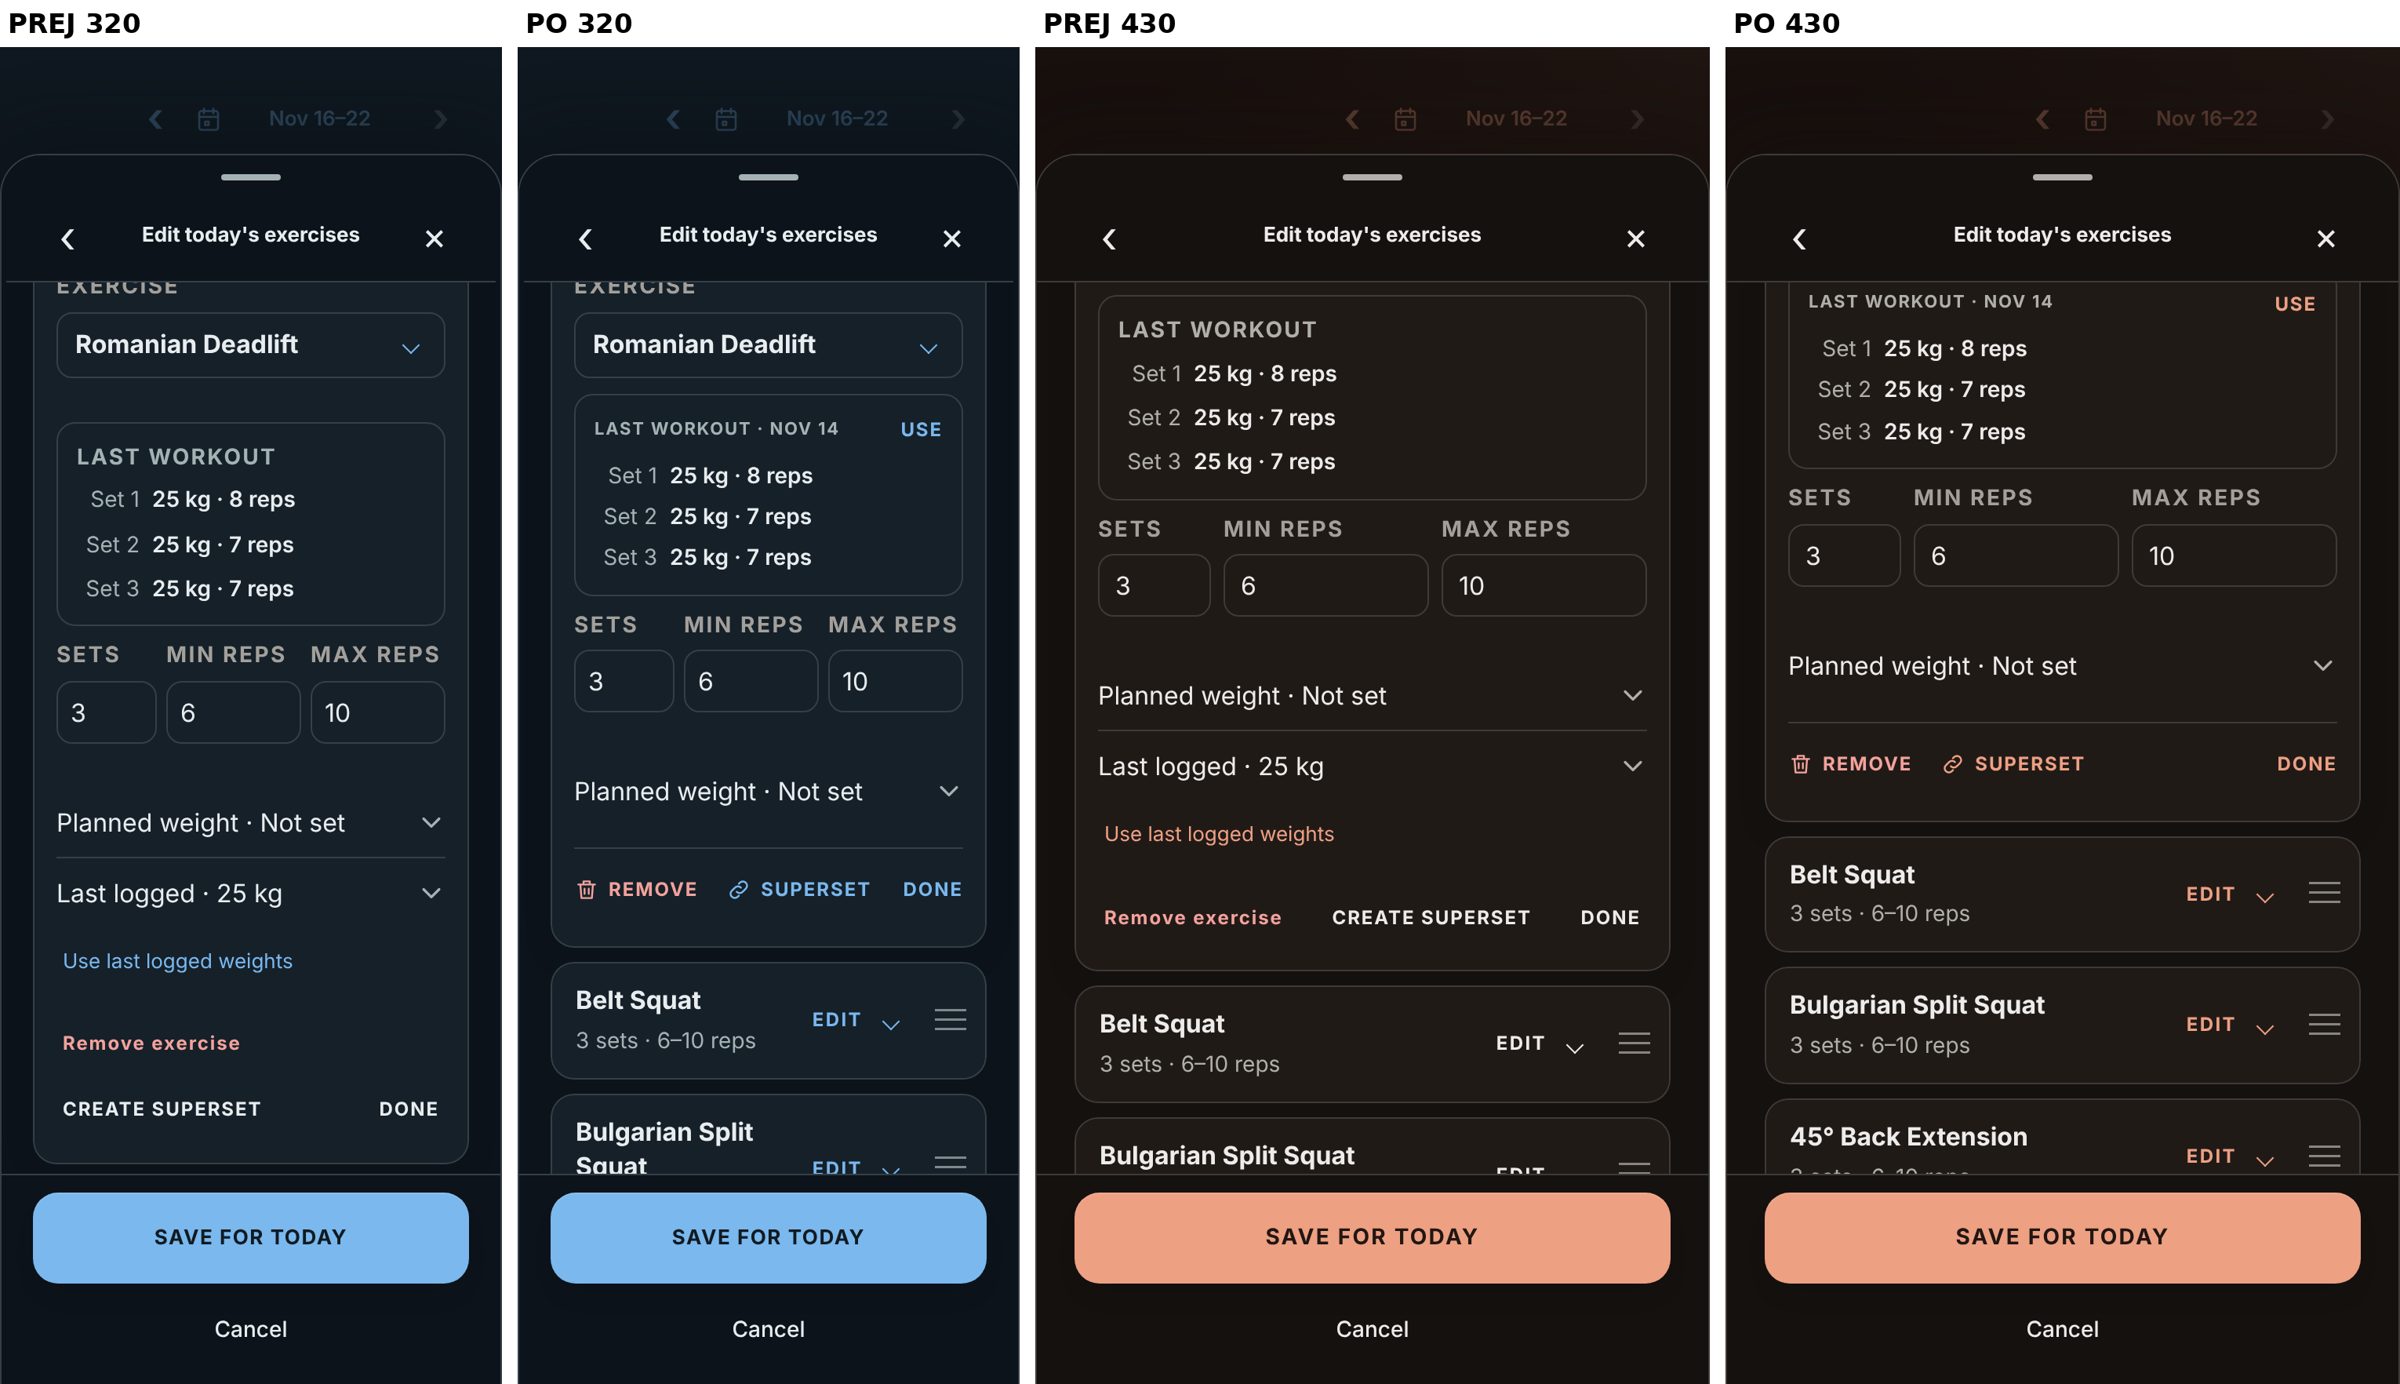 PREJ 320
Nov 16–22
Edit today's exercises
EXERCISE
Romanian Deadlift
LAST WORKOUT
Set 1 25 kg · 8 reps
Set 2 25 kg · 7 reps
Set 3 25 kg · 7 reps
SETS MIN REPS MAX REPS
3 6 10
Planned weight · Not set
Last logged · 25 kg
Use last logged weights
Remove exercise
CREATE SUPERSET DONE
SAVE FOR TODAY
Cancel
PO 320
Nov 16–22
Edit today's exercises
EXERCISE
Romanian Deadlift
LAST WORKOUT · NOV 14 USE
Set 1 25 kg · 8 reps
Set 2 25 kg · 7 reps
Set 3 25 kg · 7 reps
SETS MIN REPS MAX REPS
3 6 10
Planned weight · Not set
REMOVE SUPERSET DONE
Belt Squat
3 sets · 6–10 reps
EDIT
Bulgarian Split
Squat
EDIT
SAVE FOR TODAY
Cancel
PREJ 430
Nov 16–22
Edit today's exercises
LAST WORKOUT
Set 1 25 kg · 8 reps
Set 2 25 kg · 7 reps
Set 3 25 kg · 7 reps
SETS MIN REPS MAX REPS
3 6 10
Planned weight · Not set
Last logged · 25 kg
Use last logged weights
Remove exercise CREATE SUPERSET DONE
Belt Squat
3 sets · 6–10 reps
EDIT
Bulgarian Split Squat
EDIT
SAVE FOR TODAY
Cancel
PO 430
Nov 16–22
Edit today's exercises
LAST WORKOUT · NOV 14 USE
Set 1 25 kg · 8 reps
Set 2 25 kg · 7 reps
Set 3 25 kg · 7 reps
SETS MIN REPS MAX REPS
3 6 10
Planned weight · Not set
REMOVE SUPERSET DONE
Belt Squat
3 sets · 6–10 reps
EDIT
Bulgarian Split Squat
3 sets · 6–10 reps
EDIT
45° Back Extension
3 sets · 6–10 reps
EDIT
SAVE FOR TODAY
Cancel